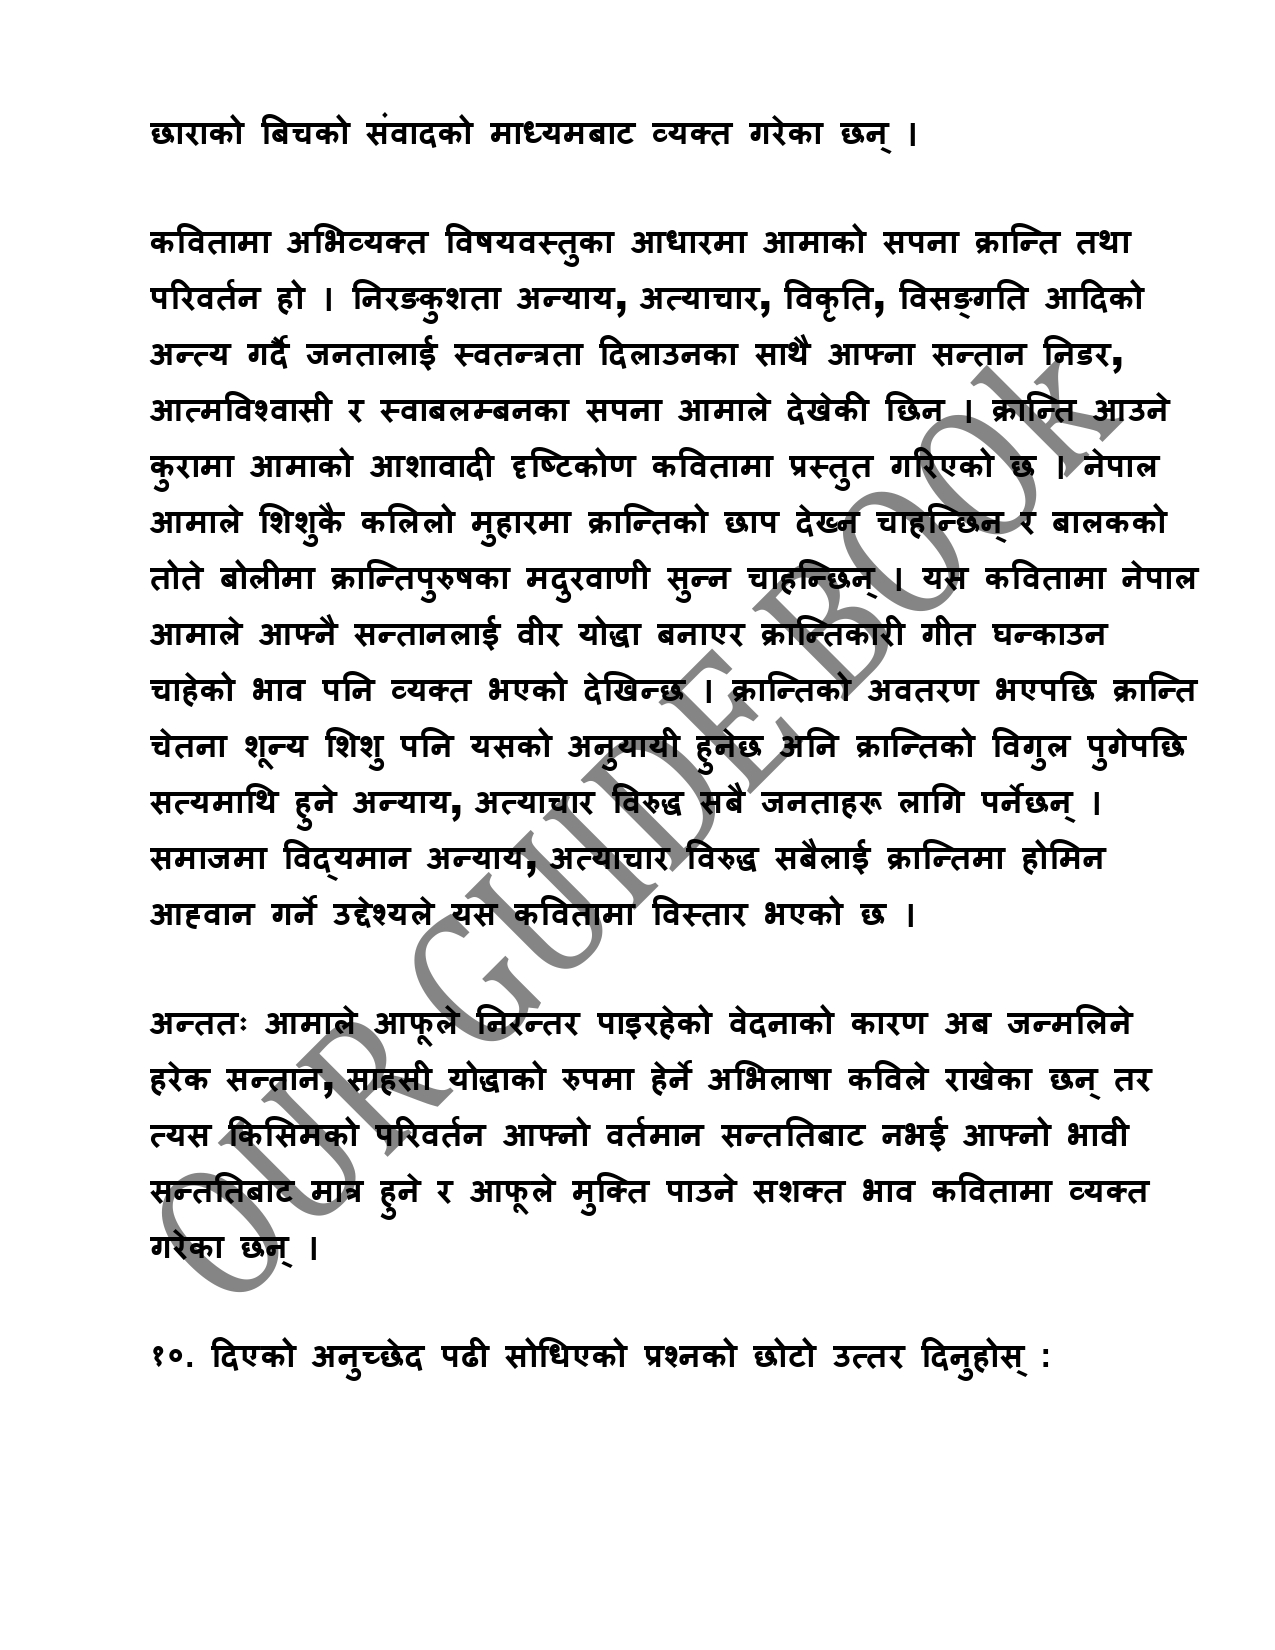 छाराको बिचको संवादको माध्यमबाट व्यक्त गरेका छन् ।
कवितामा अभिव्यक्त विषयवस्तुका आधारमा आमाको सपना क्रान्ति तथा
परिवर्तन हो । निरङकुशता अन्याय, अत्याचार, विकृति, विसङ्गति आदिको
अन्त्य गर्दै जनतालाई स्वतन्त्रता दिलाउनका साथै आफ्ना सन्तान निडर,
आत्मविश्वासी र स्वाबलम्बनका सपना आमाले देखेकी छिन । क्रान्ति आउने
कुरामा आमाको आशावादी दृष्टिकोण कवितामा प्रस्तुत गरिएको छ । नेपाल
आमाले शिशुकै कलिलो मुहारमा क्रान्तिको छाप देख्न चाहन्छिन् र बालकको
तोते बोलीमा क्रान्तिपुरुषका मदुरवाणी सुन्न चाहन्छिन् । यस कवितामा नेपाल
आमाले आफ्नै सन्तानलाई वीर योद्धा बनाएर क्रान्तिकारी गीत घन्काउन
चाहेको भाव पनि व्यक्त भएको देखिन्छ । क्रान्तिको अवतरण भएपछि क्रान्ति
चेतना शून्य शिशु पनि यसको अनुयायी हुनेछ अनि क्रान्तिको विगुल पुगेपछि
सत्यमाथि हुने अन्याय, अत्याचार विरुद्ध सबै जनताहरू लागि पर्नेछन् ।
समाजमा विद्यमान अन्याय, अत्याचार विरुद्ध सबैलाई क्रान्तिमा होमिन
आह्वान गर्ने उद्देश्यले यस कवितामा विस्तार भएको छ ।
अन्ततः आमाले आफूले निरन्तर पाइरहेको वेदनाको कारण अब जन्मलिने
हरेक सन्तान, साहसी योद्धाको रुपमा हेर्ने अभिलाषा कविले राखेका छन् तर
त्यस किसिमको परिवर्तन आफ्नो वर्तमान सन्ततिबाट नभई आफ्नो भावी
सन्ततिबाट मात्र हुने र आफूले मुक्ति पाउने सशक्त भाव कवितामा व्यक्त
गरेका छन् ।
१०. दिएको अनुच्छेद पढी सोधिएको प्रश्नको छोटो उत्तर दिनुहोस् :
OUR GUIDE BOOK